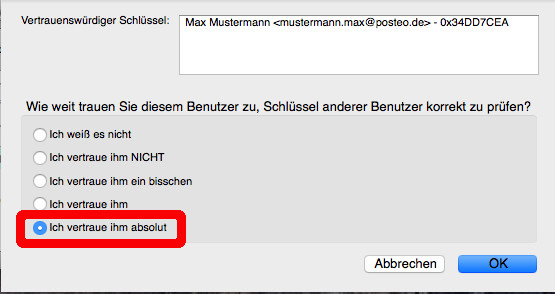 Vertrauenswürdiger Schlüssel:
Max Mustermann <mustermann.max@posteo.de> - 0x34DD7CEA
Wie weit trauen Sie diesem Benutzer zu, Schlüssel anderer Benutzer korrekt zu prüfen?
Ich weiß es nicht
Ich vertraue ihm NICHT
Ich vertraue ihm ein bisschen
Ich vertraue ihm
Ich vertraue ihm absolut
Abbrechen
OK